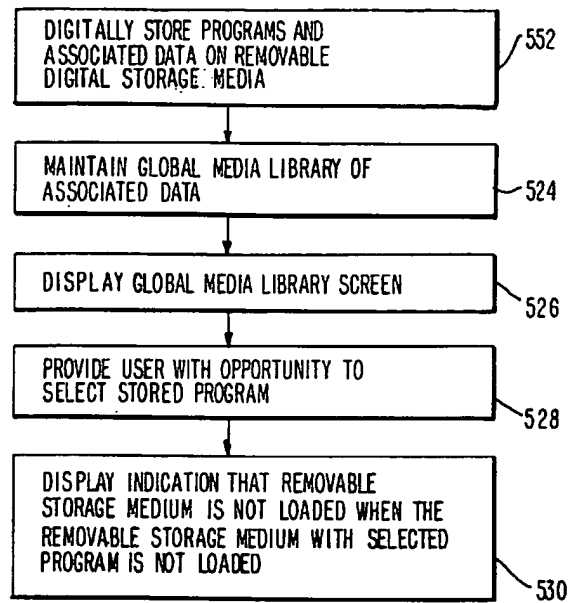 DIGITALLY STORE PROGRAMS AND
ASSOCIATED DATA ON REMOVABLE
DIGITAL STORAGE MEDIA
552
MAINTAIN GLOBAL MEDIA LIBRARY OF
ASSOCIATED DATA
524
DISPLAY GLOBAL MEDIA LIBRARY SCREEN
526
PROVIDE USER WITH OPPORTUNITY TO
SELECT STORED PROGRAM
528
DISPLAY INDICATION THAT REMOVABLE
STORAGE MEDIUM IS NOT LOADED WHEN THE
REMOVABLE STORAGE MEDIUM WITH SELECTED
PROGRAM IS NOT LOADED
530